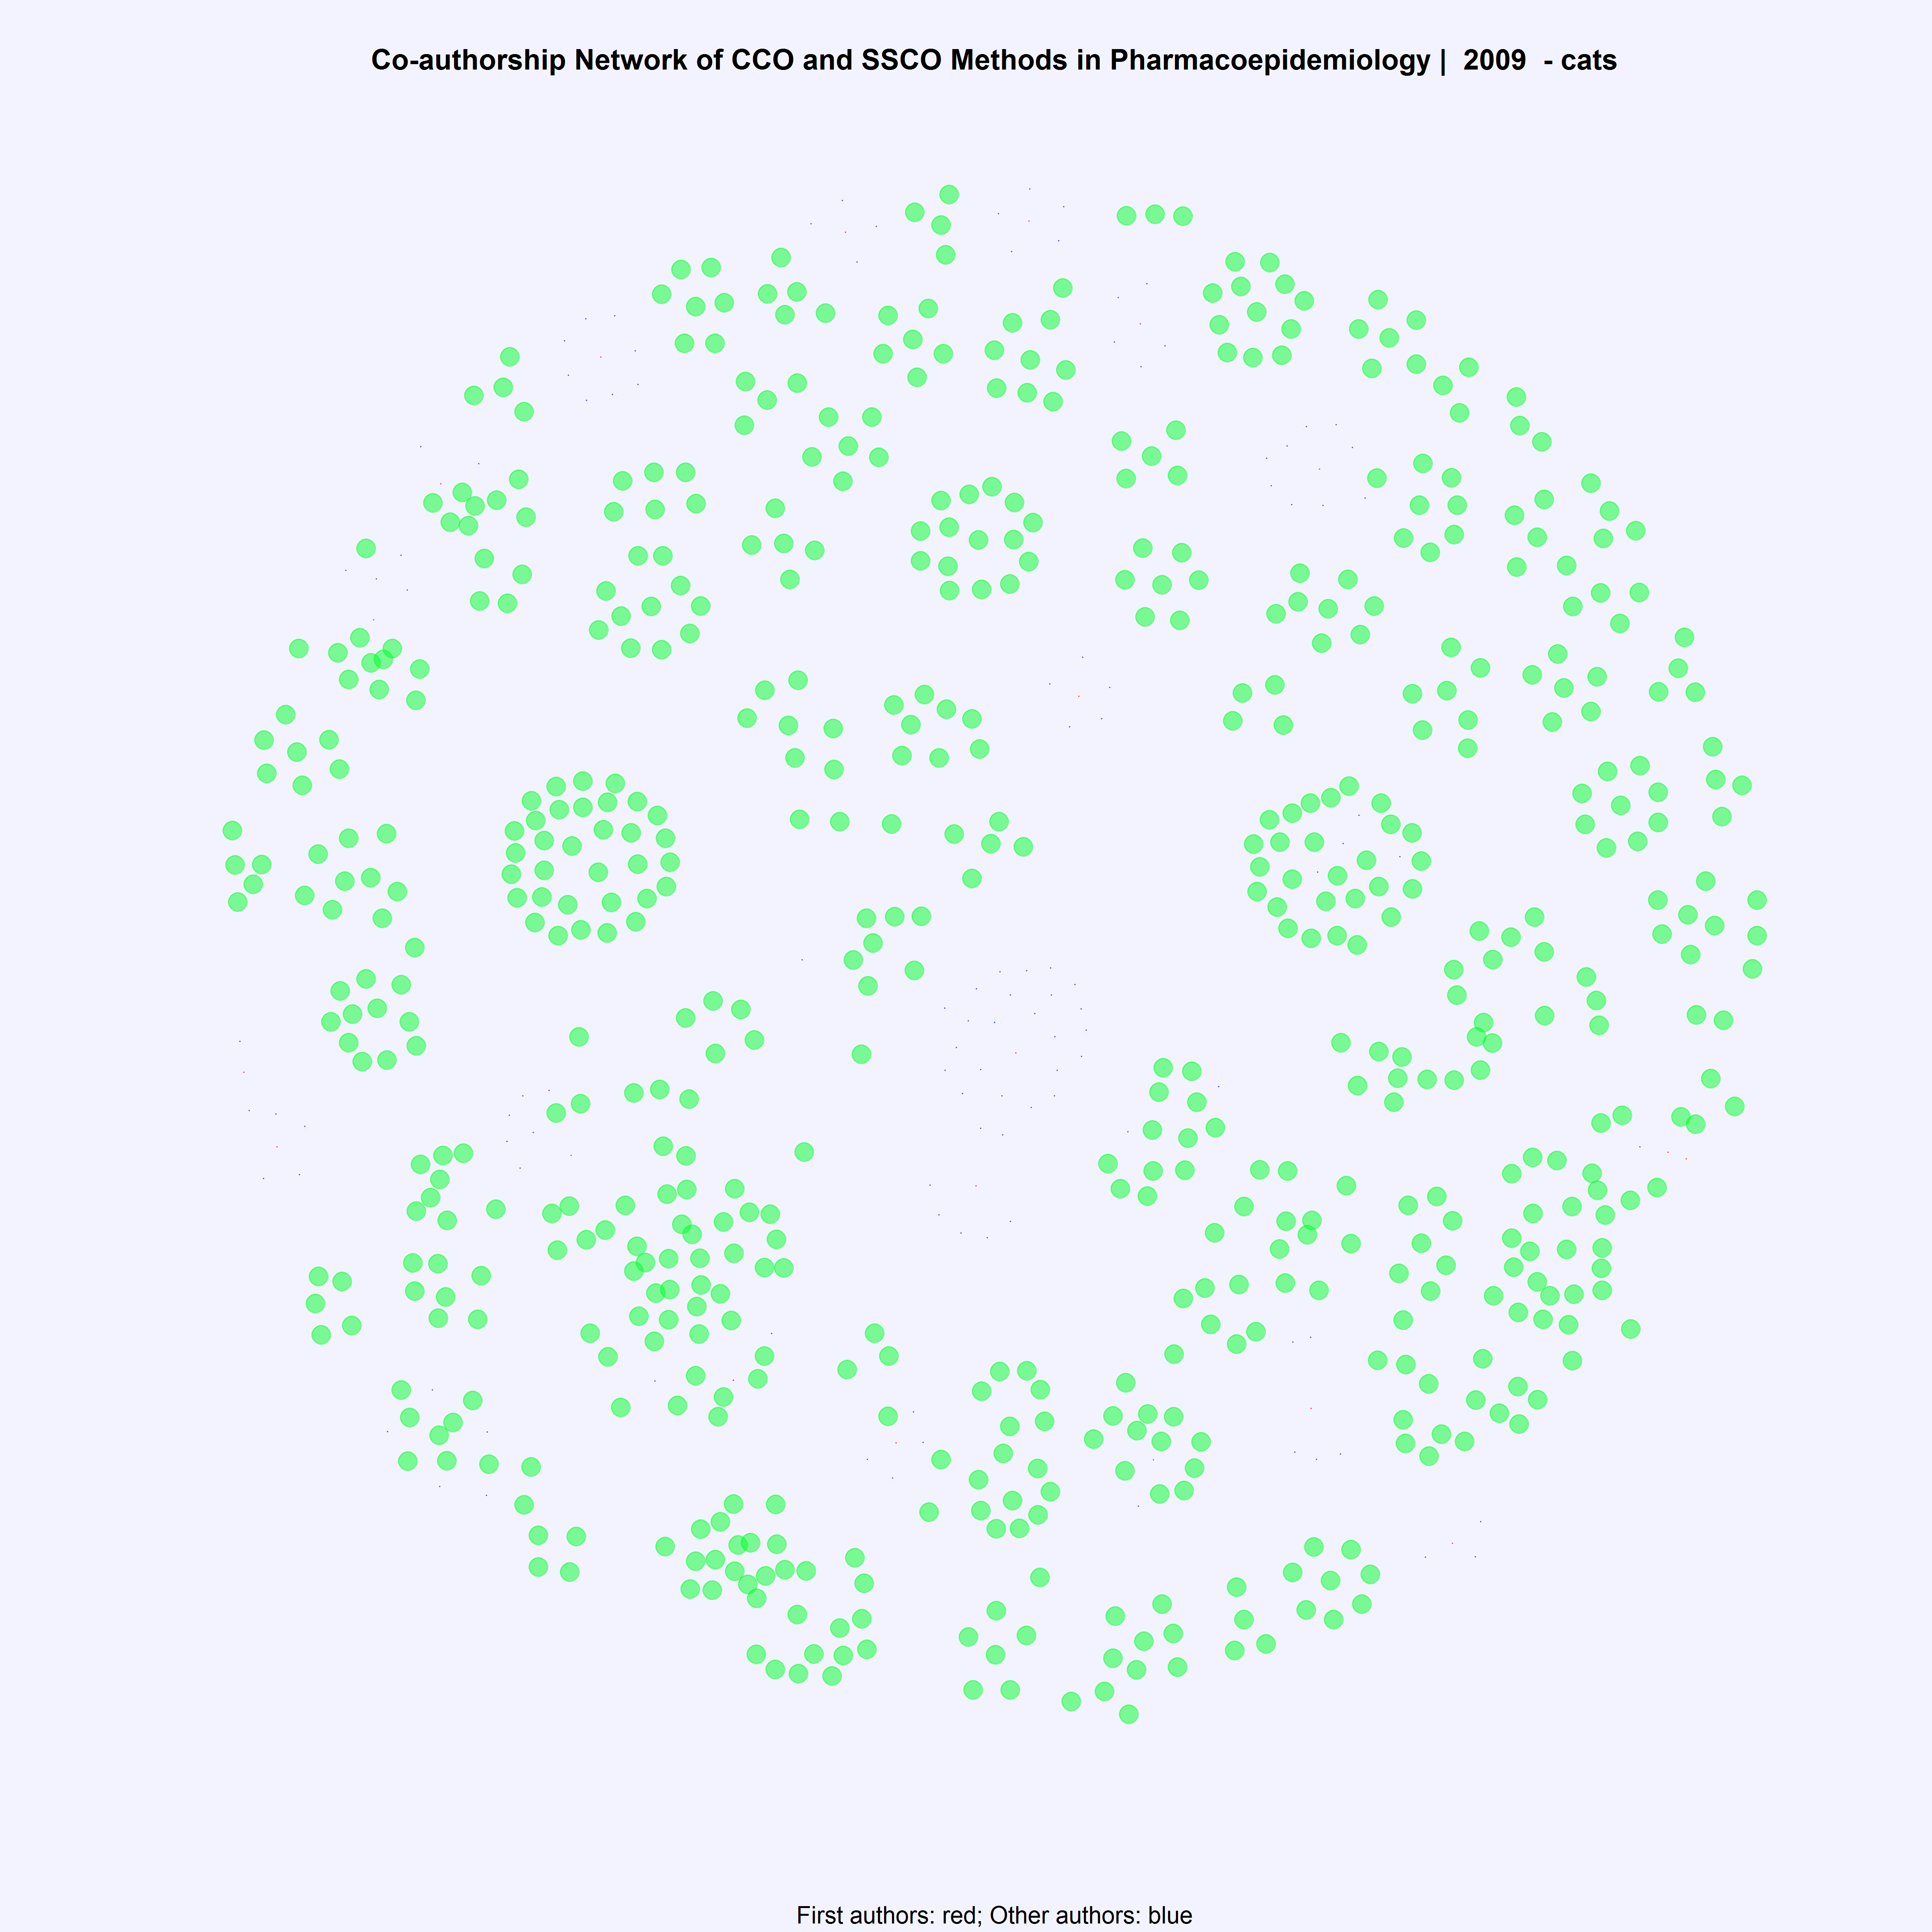 Co-authorship Network of CCO and SSCO Methods in Pharmacoepidemiology | 2009 - cats
First authors: red; Other authors: blue